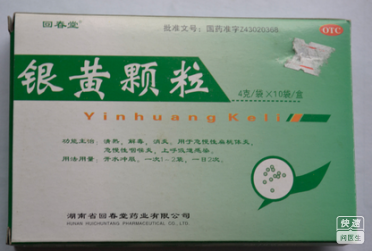 回春堂
批准文号：国药准字Z43020368
OTC
银黄颗粒
4克/袋×10袋/盒
Yinhuang Keli
功能主治：清热，解毒，消炎。用于急慢性扁桃体炎，
急慢性咽喉炎，上呼吸道感染。
用法用量：开水冲服，一次1～2袋，一日2次。
湖南省回春堂药业有限公司
HUNAN HUICHUNTANG PHARMACEUTICAL CO.,LTD.
快速
问医生